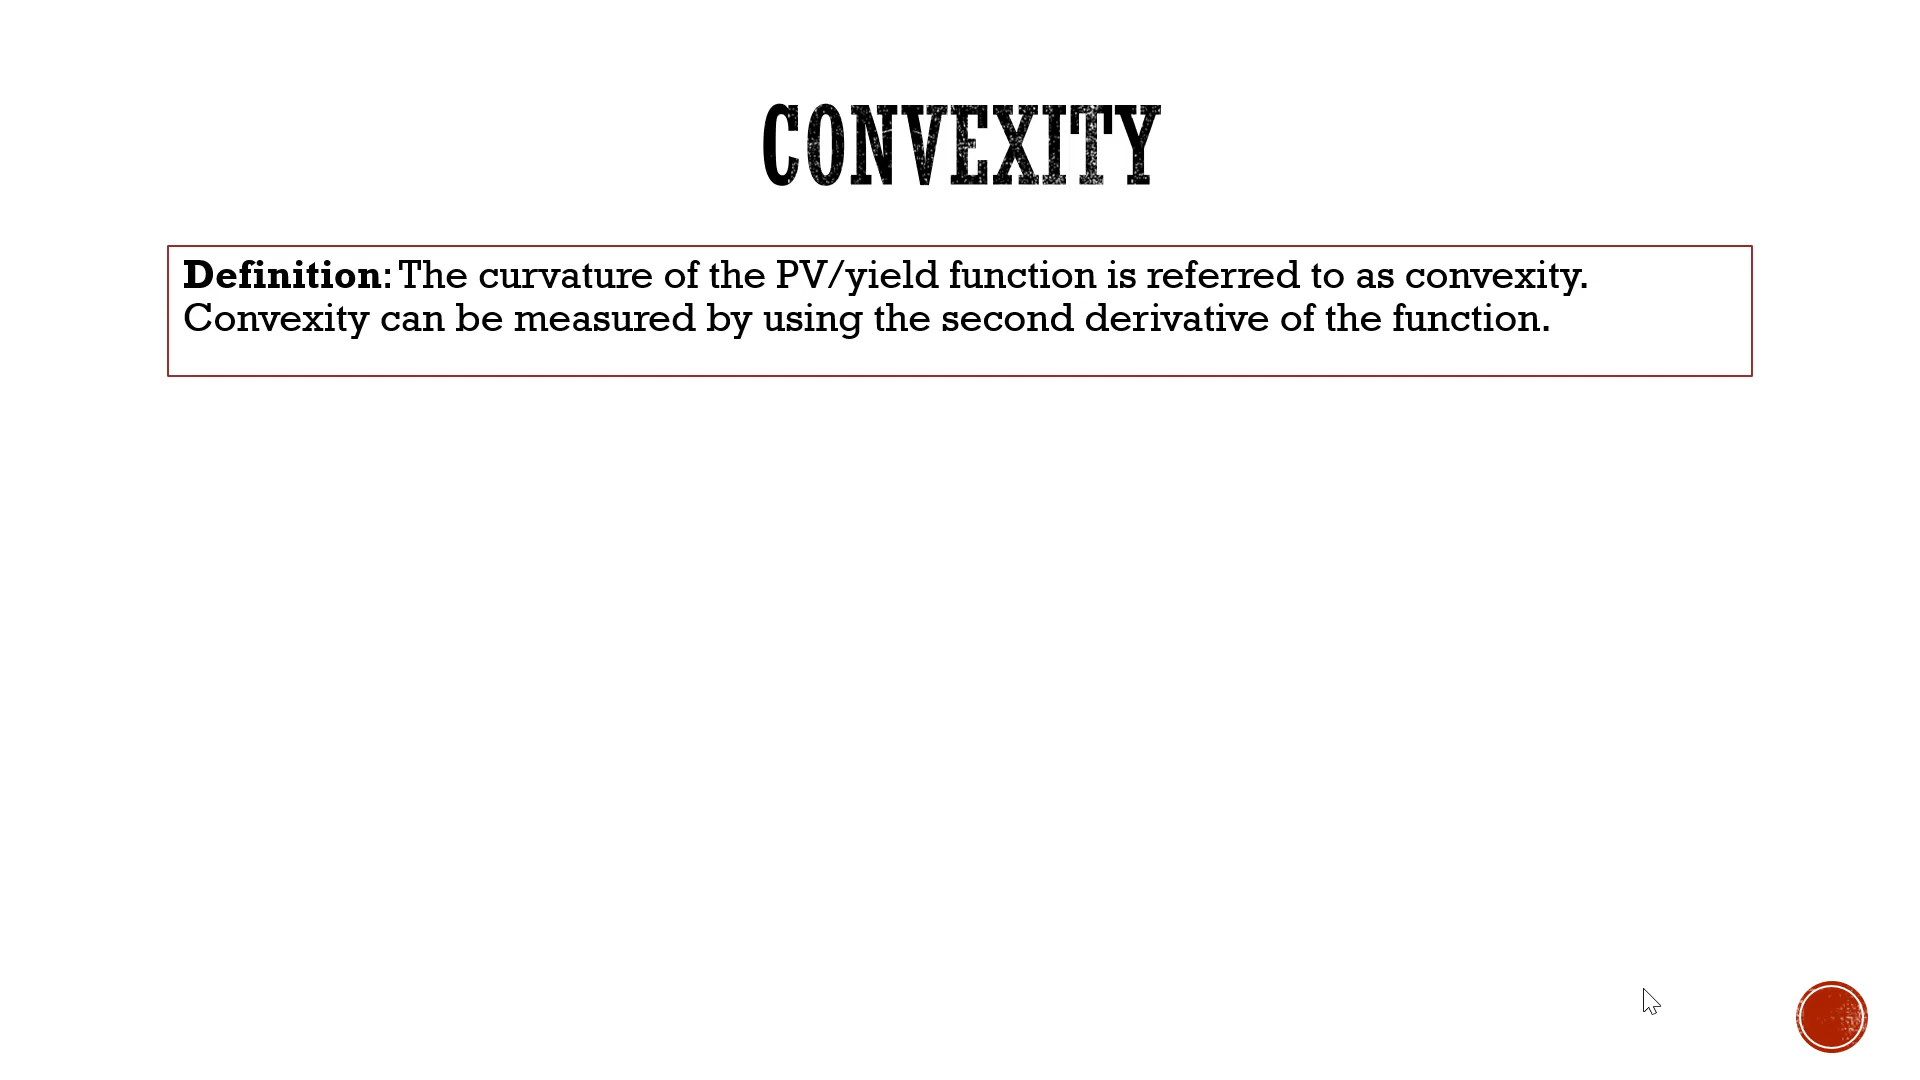 CONVEXITY
Definition: The curvature of the PV/yield function is referred to as convexity.
Convexity can be measured by using the second derivative of the function.